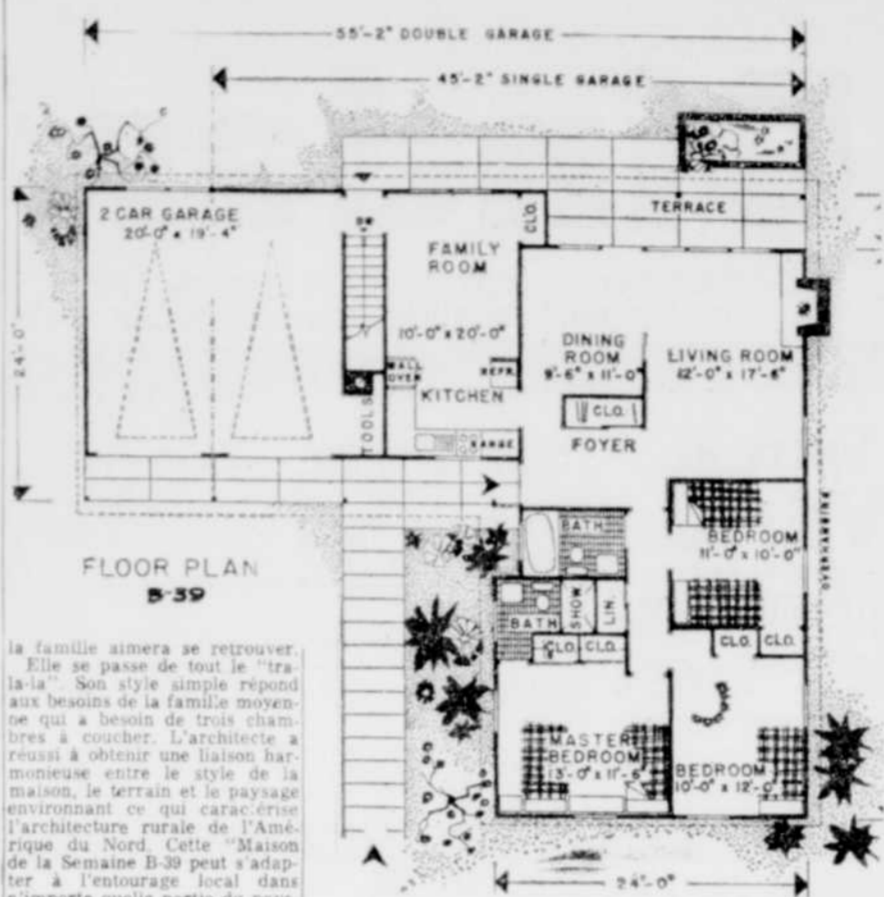 55'-2" DOUBLE GARAGE
45'-2" SINGLE GARAGE
TERRACE
2 CAR GARAGE
20'-0" x 19'-4"
DN
CLO.
FAMILY
ROOM
10'-0" x 20'-0"
24'-0"
DINING
ROOM
9'-6" x 11'-0"
LIVING ROOM
12'-0" x 17'-6"
WALL
OVEN
REFR.
KITCHEN
TOOLS
RANGE
CLO.
FOYER
BATH
BEDROOM
11'-0" x 10'-0"
OVERHANGING
FLOOR PLAN
B-39
BATH
SHOW
LIN.
CLO.
CLO.
CLO.
CLO.
MASTER
BEDROOM
13'-0" x 11'-6"
BEDROOM
10'-0" x 12'-0"
24'-0"
la famille aimera se retrouver.
Elle se passe de tout le "tra-
la-la". Son style simple répond
aux besoins de la famille moyen-
ne qui a besoin de trois cham-
bres à coucher. L'architecte a
réussi à obtenir une liaison har-
monieuse entre le style de la
maison, le terrain et le paysage
environnant ce qui caractérise
l'architecture rurale de l'Amé-
rique du Nord. Cette "Maison
de la Semaine B-39 peut s'adap-
ter à l'entourage local dans
n'importe quelle partie du pays